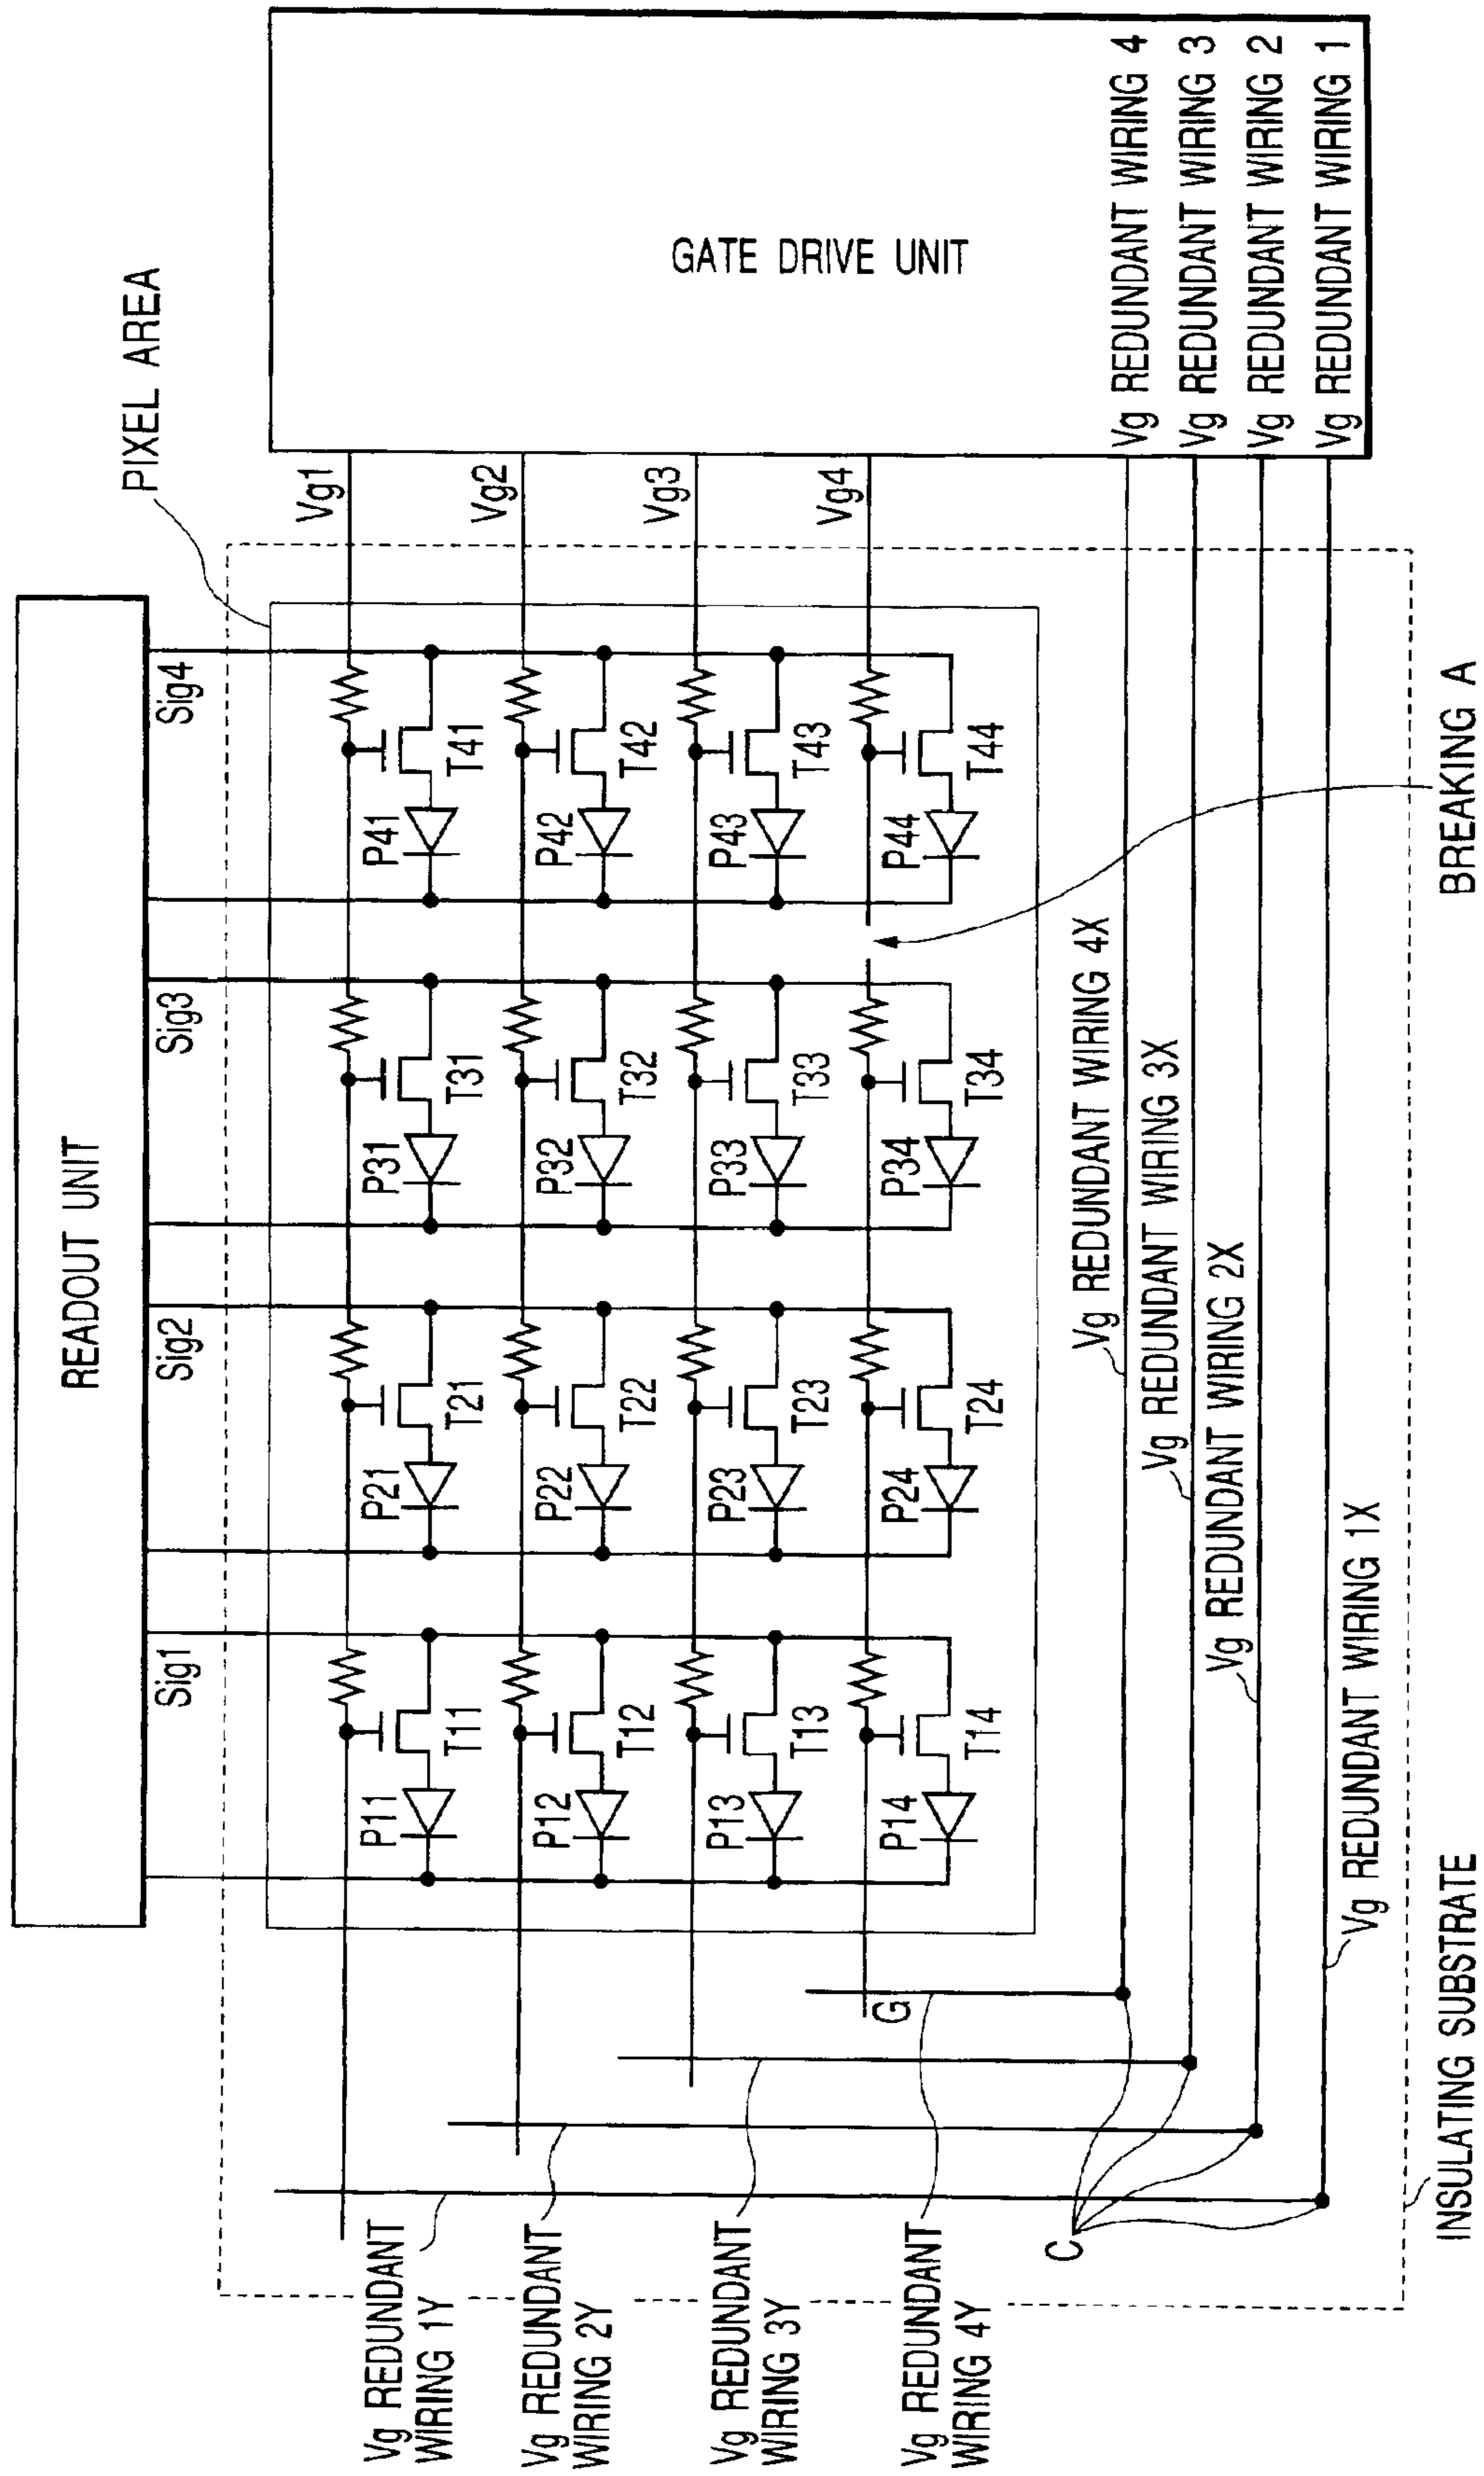 READOUT UNIT
PIXEL AREA
GATE DRIVE UNIT
Sig1
Sig2
Sig3
Sig4
Vg1
Vg2
Vg3
Vg4
P11
T11
P21
T21
P31
T31
P41
T41
P12
T12
P22
T22
P32
T32
P42
T42
P13
T13
P23
T23
P33
T33
P43
T43
P14
T14
P24
T24
P34
T34
P44
T44
Vg REDUNDANT
WIRING 1Y
Vg REDUNDANT
WIRING 2Y
Vg REDUNDANT
WIRING 3Y
Vg REDUNDANT
WIRING 4Y
G
C
Vg REDUNDANT WIRING 4X
Vg REDUNDANT WIRING 3X
Vg REDUNDANT WIRING 2X
Vg REDUNDANT WIRING 1X
Vg REDUNDANT WIRING 4
Vg REDUNDANT WIRING 3
Vg REDUNDANT WIRING 2
Vg REDUNDANT WIRING 1
INSULATING SUBSTRATE
BREAKING A